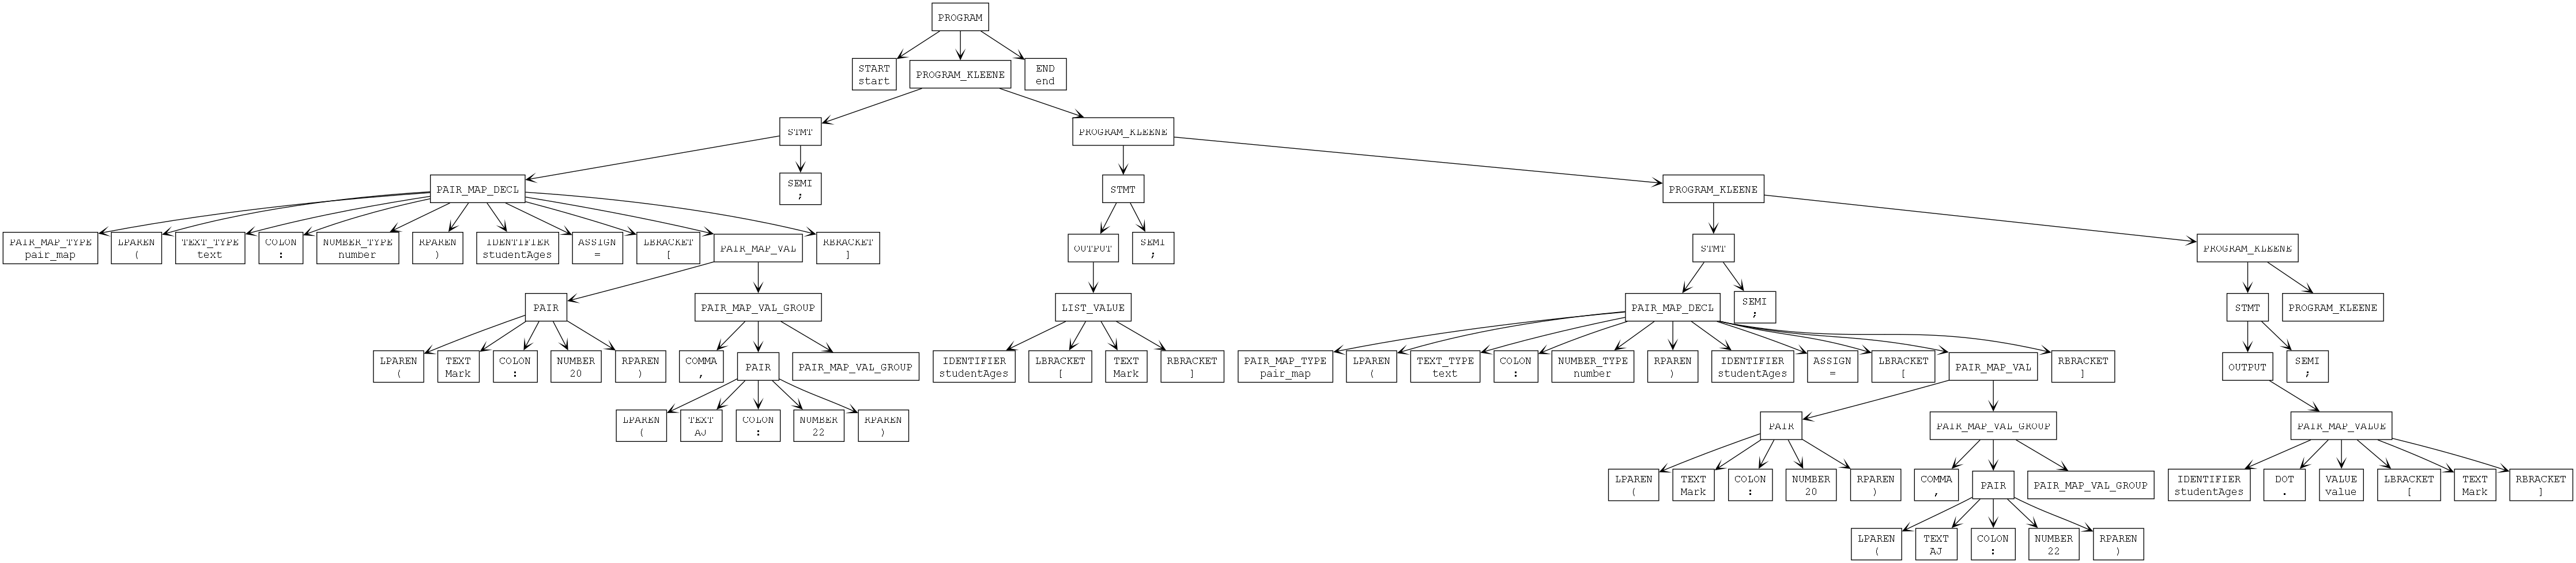 PROGRAM
START
start
PROGRAM_KLEENE
END
end
STMT
PROGRAM_KLEENE
PAIR_MAP_DECL
SEMI
;
STMT
PROGRAM_KLEENE
PAIR_MAP_TYPE
pair_map
LPAREN
(
TEXT_TYPE
text
COLON
:
NUMBER_TYPE
number
RPAREN
)
IDENTIFIER
studentAges
ASSIGN
=
LBRACKET
[
PAIR_MAP_VAL
RBRACKET
]
OUTPUT
SEMI
;
STMT
PROGRAM_KLEENE
PAIR
PAIR_MAP_VAL_GROUP
LIST_VALUE
PAIR_MAP_DECL
SEMI
;
STMT
PROGRAM_KLEENE
LPAREN
(
TEXT
Mark
COLON
:
NUMBER
20
RPAREN
)
COMMA
,
PAIR
PAIR_MAP_VAL_GROUP
IDENTIFIER
studentAges
LBRACKET
[
TEXT
Mark
RBRACKET
]
PAIR_MAP_TYPE
pair_map
LPAREN
(
TEXT_TYPE
text
COLON
:
NUMBER_TYPE
number
RPAREN
)
IDENTIFIER
studentAges
ASSIGN
=
LBRACKET
[
PAIR_MAP_VAL
RBRACKET
]
OUTPUT
SEMI
;
LPAREN
(
TEXT
AJ
COLON
:
NUMBER
22
RPAREN
)
PAIR
PAIR_MAP_VAL_GROUP
PAIR_MAP_VALUE
LPAREN
(
TEXT
Mark
COLON
:
NUMBER
20
RPAREN
)
COMMA
,
PAIR
PAIR_MAP_VAL_GROUP
IDENTIFIER
studentAges
DOT
.
VALUE
value
LBRACKET
[
TEXT
Mark
RBRACKET
]
LPAREN
(
TEXT
AJ
COLON
:
NUMBER
22
RPAREN
)